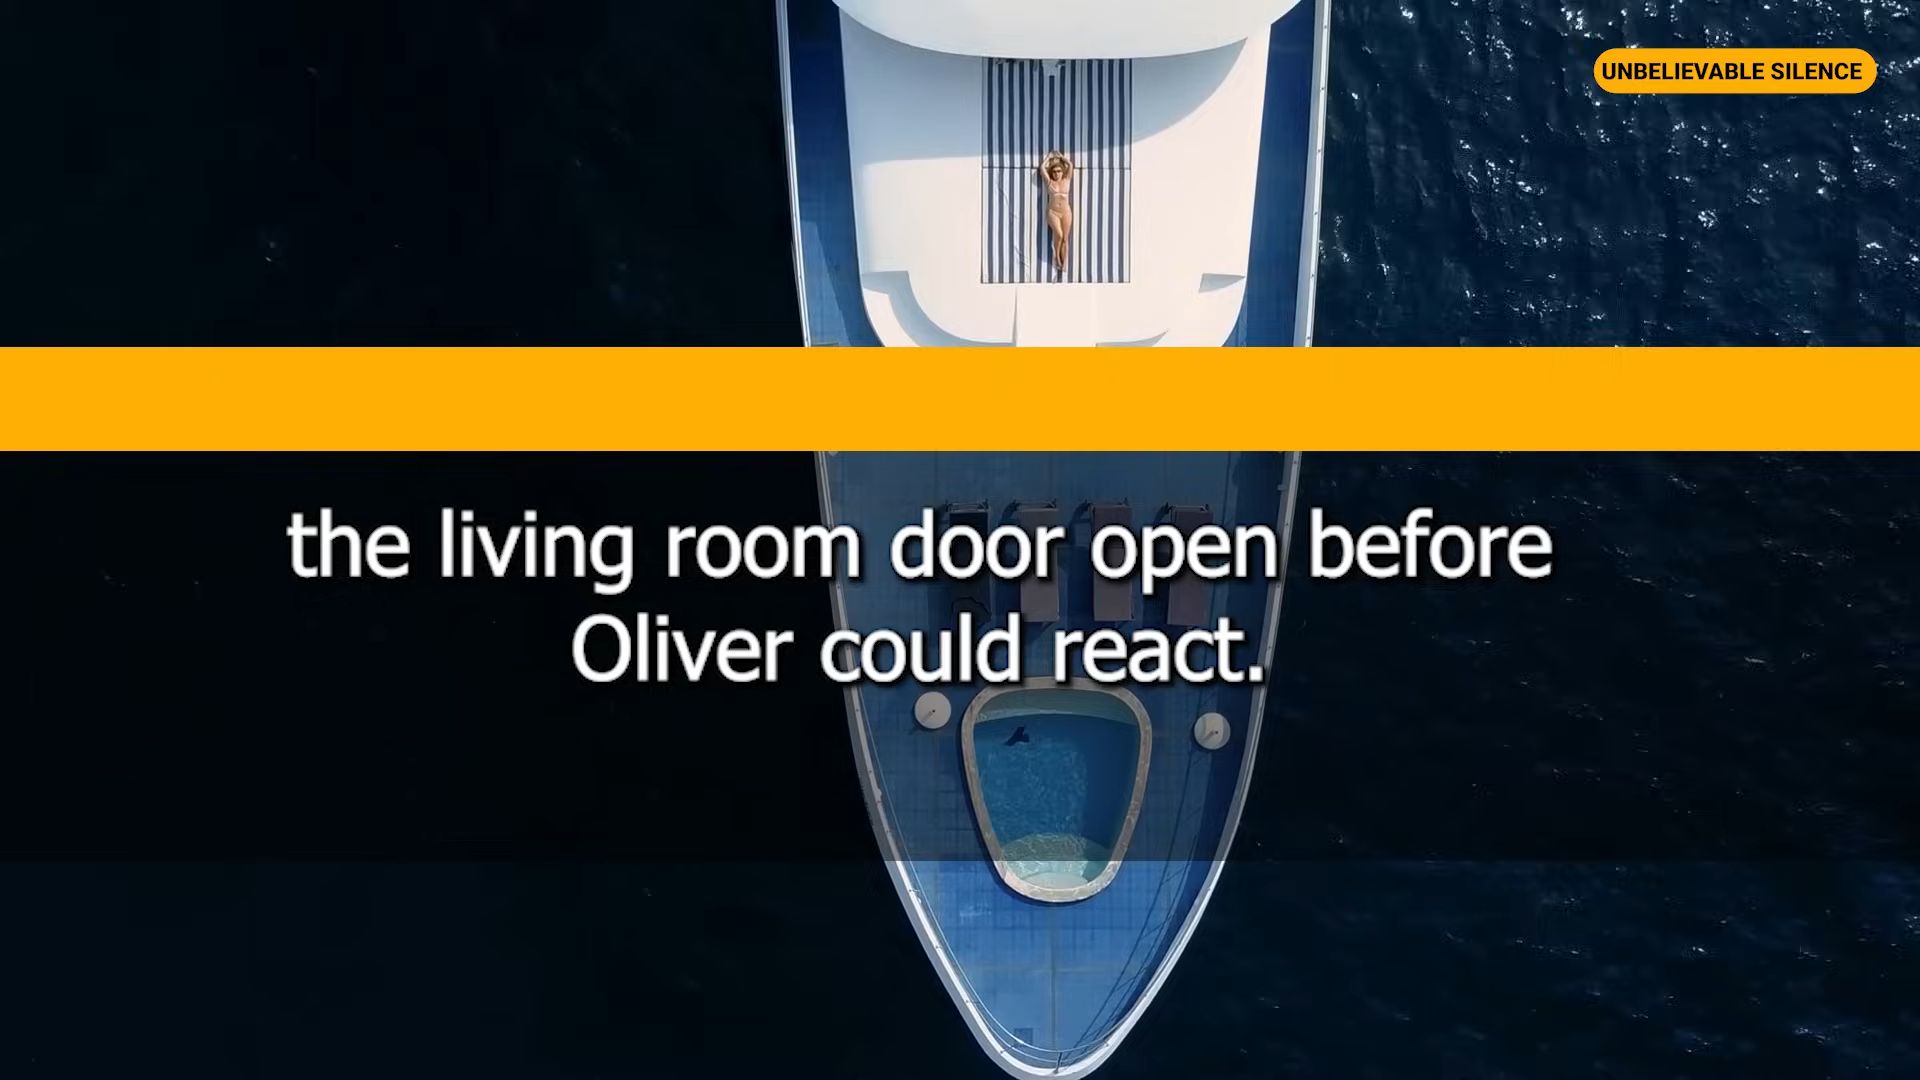 UNBELIEVABLE SILENCE
the living room door open before
Oliver could react.